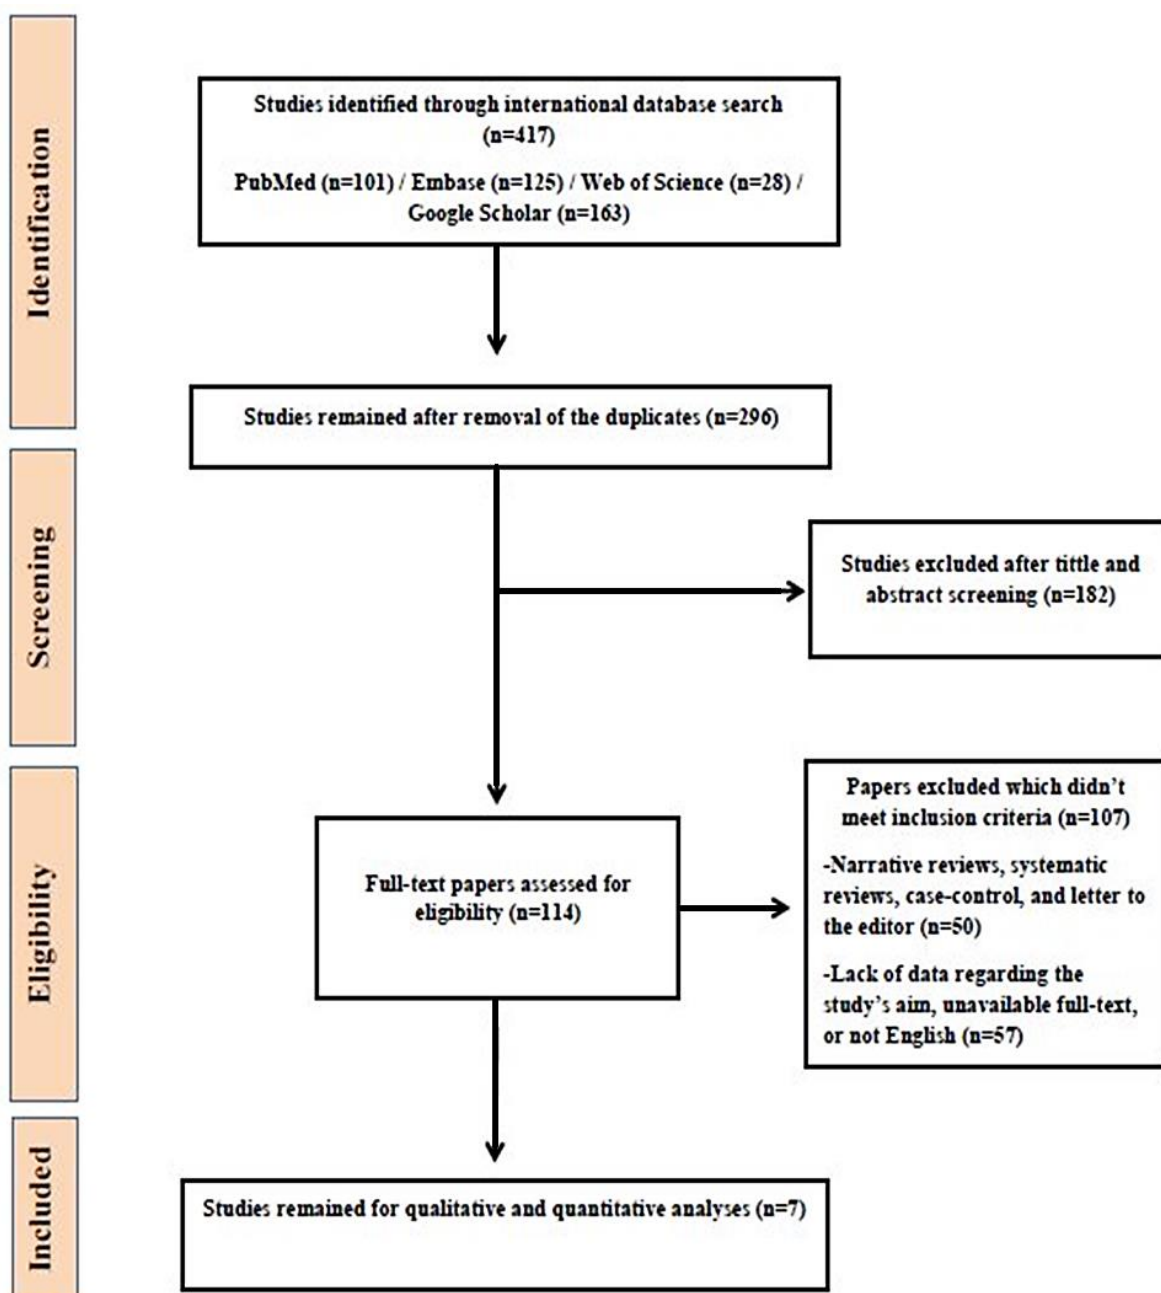 Identification
Studies identified through international database search
(n=417)
PubMed (n=101) / Embase (n=125) / Web of Science (n=28) /
Google Scholar (n=163)
Studies remained after removal of the duplicates (n=296)
Screening
Studies excluded after tittle and
abstract screening (n=182)
Eligibility
Full-text papers assessed for
eligibility (n=114)
Papers excluded which didn’t
meet inclusion criteria (n=107)
-Narrative reviews, systematic
reviews, case-control, and letter to
the editor (n=50)
-Lack of data regarding the
study’s aim, unavailable full-text,
or not English (n=57)
Included
Studies remained for qualitative and quantitative analyses (n=7)